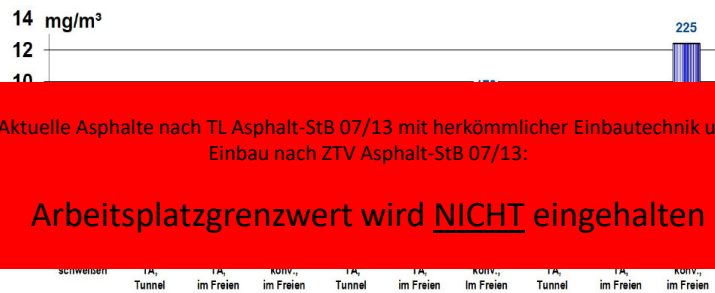 14 mg/m³
225
12
10
Aktuelle Asphalte nach TL Asphalt-StB 07/13 mit herkömmlicher Einbautechnik u
Einbau nach ZTV Asphalt-StB 07/13:
Arbeitsplatzgrenzwert wird NICHT eingehalten
schweißen TA, TA, konv., TA, TA, konv., TA, TA, konv.,
Tunnel im Freien im Freien Tunnel im Freien Im Freien Tunnel im Freien im Freien